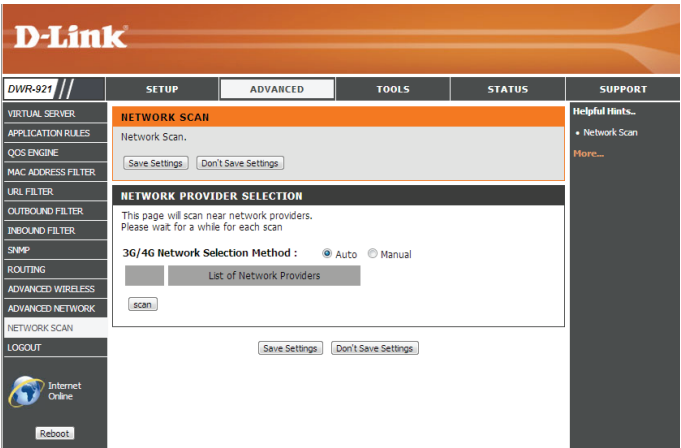 D-Link
DWR-921
SETUP
ADVANCED
TOOLS
STATUS
SUPPORT
VIRTUAL SERVER
APPLICATION RULES
QOS ENGINE
MAC ADDRESS FILTER
URL FILTER
OUTBOUND FILTER
INBOUND FILTER
SNMP
ROUTING
ADVANCED WIRELESS
ADVANCED NETWORK
NETWORK SCAN
LOGOUT
Internet
Online
Reboot
NETWORK SCAN
Network Scan.
Save Settings Don't Save Settings
NETWORK PROVIDER SELECTION
This page will scan near network providers.
Please wait for a while for each scan
3G/4G Network Selection Method : Auto Manual
List of Network Providers
scan
Save Settings Don't Save Settings
Helpful Hints..
• Network Scan
More...